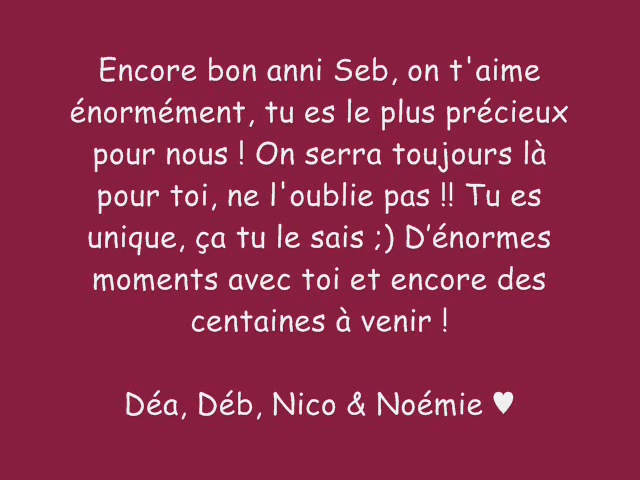 Encore bon anni Seb, on t'aime
énormément, tu es le plus précieux
pour nous ! On serra toujours là
pour toi, ne l'oublie pas !! Tu es
unique, ça tu le sais ;) D’énormes
moments avec toi et encore des
centaines à venir !
Déa, Déb, Nico & Noémie ♥